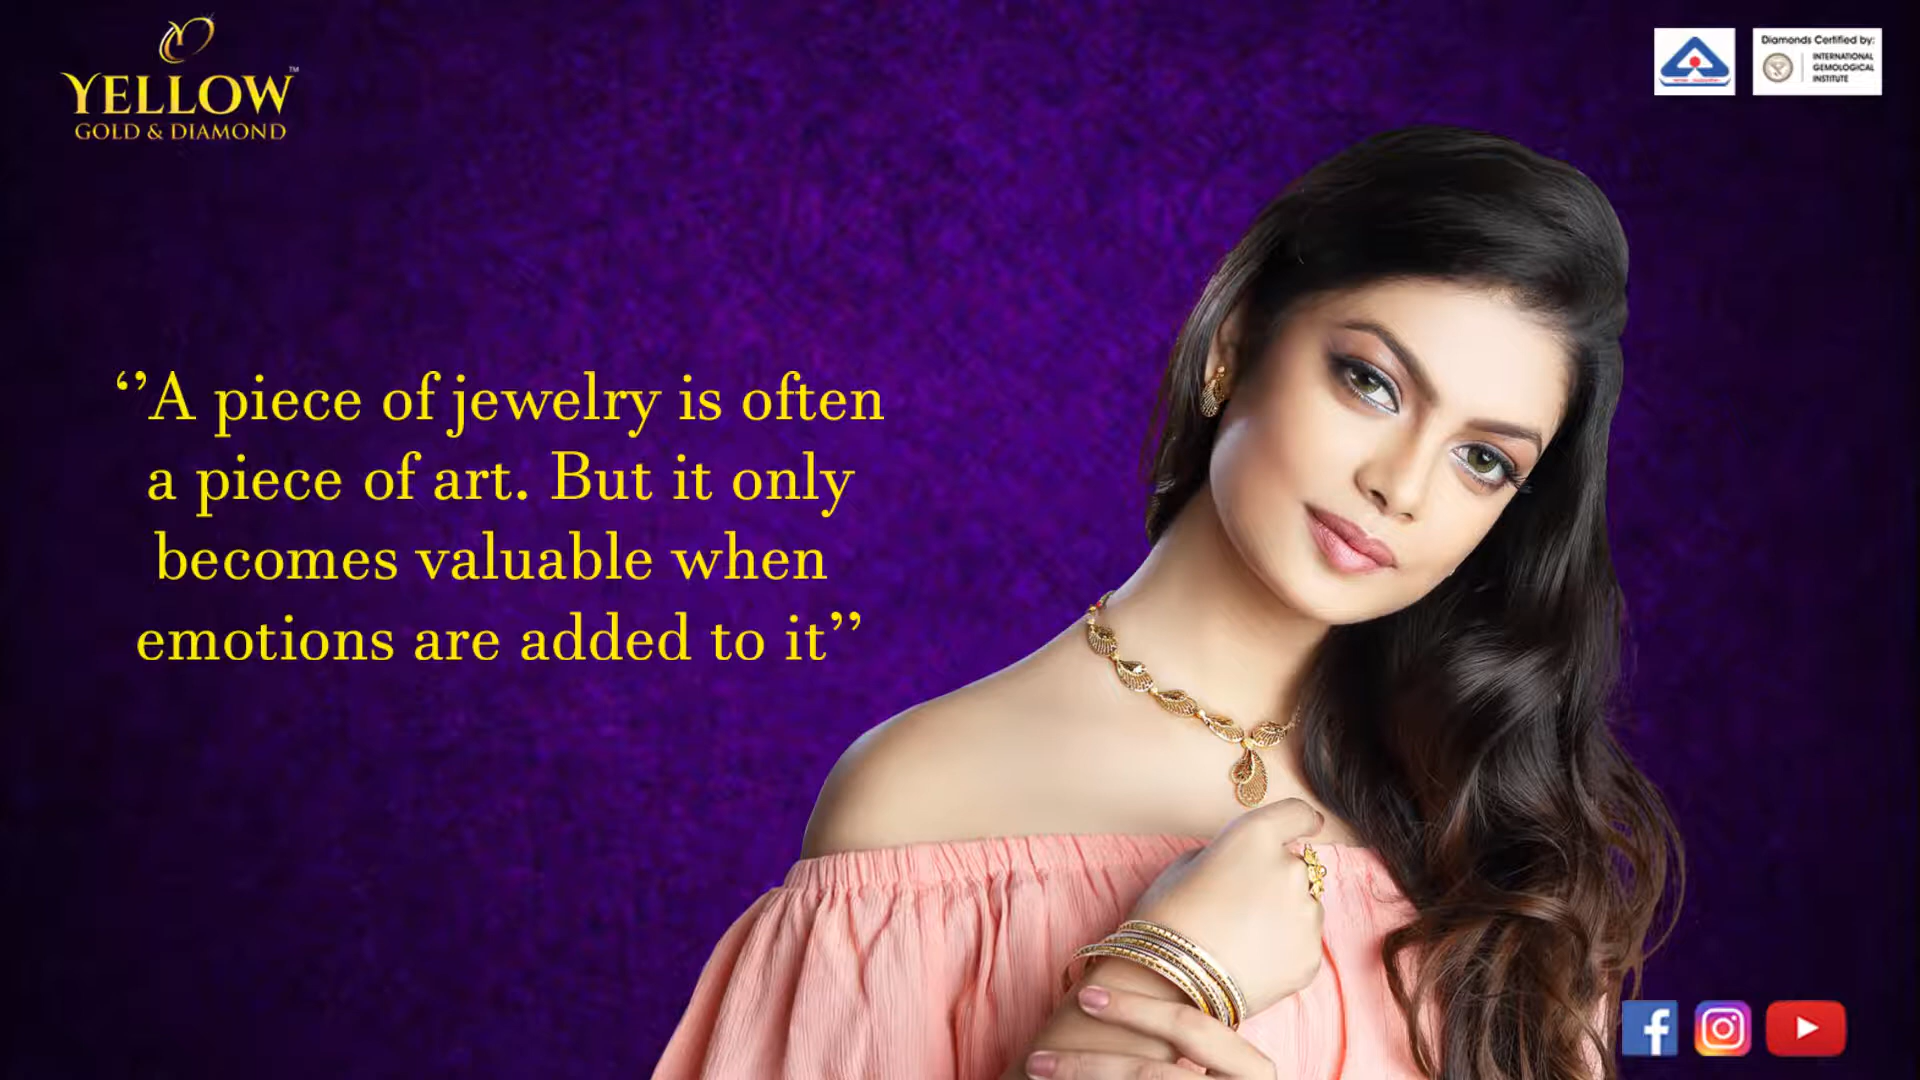 YELLOW™
GOLD & DIAMOND
Diamonds Certified by:
INTERNATIONAL
GEMOLOGICAL
INSTITUTE
‘’A piece of jewelry is often
a piece of art. But it only
becomes valuable when
emotions are added to it’’